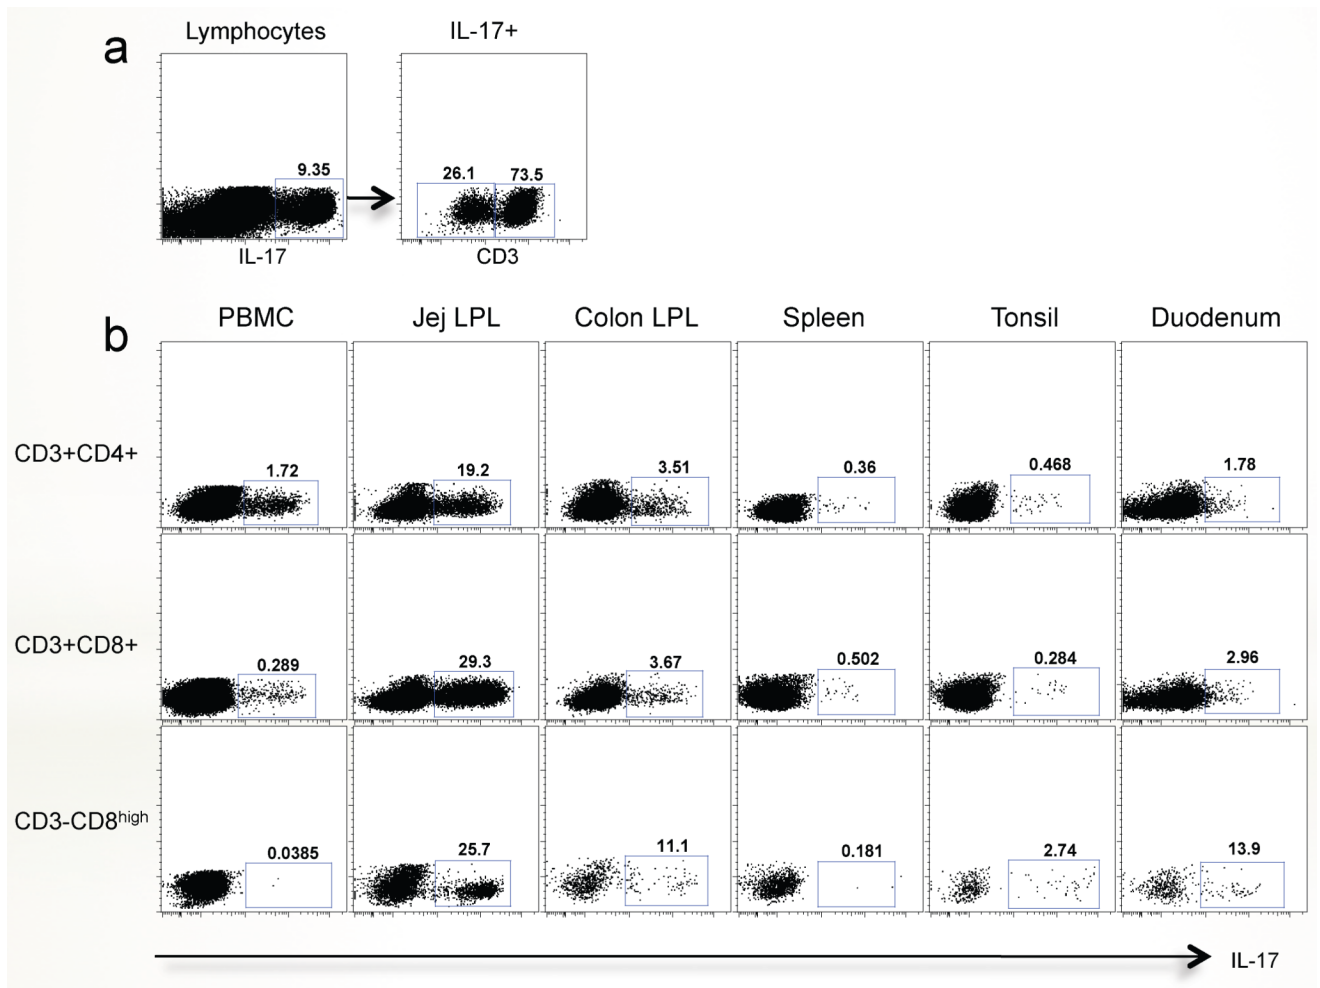 a
Lymphocytes
IL-17+
9.35
26.1
73.5
IL-17
CD3
b
PBMC
Jej LPL
Colon LPL
Spleen
Tonsil
Duodenum
CD3+CD4+
1.72
19.2
3.51
0.36
0.468
1.78
CD3+CD8+
0.289
29.3
3.67
0.502
0.284
2.96
CD3-CD8high
0.0385
25.7
11.1
0.181
2.74
13.9
IL-17